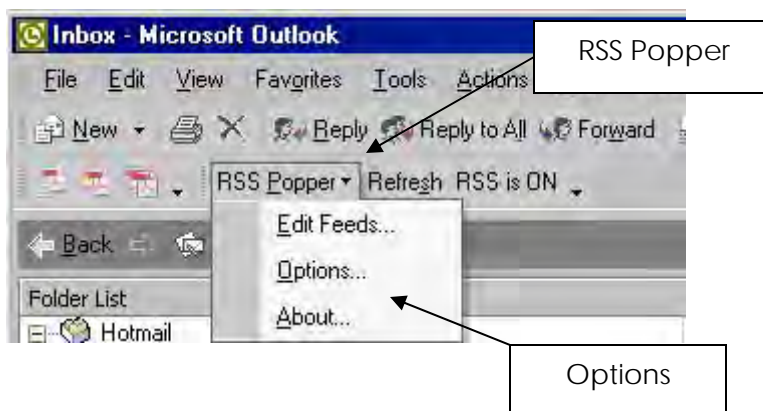 Inbox - Microsoft Outlook
RSS Popper
File Edit View Favorites Tools Actions
New Reply Reply to All Forward
RSS Popper Refresh RSS is ON
Edit Feeds...
Back
Options...
Folder List
About...
Hotmail
Options